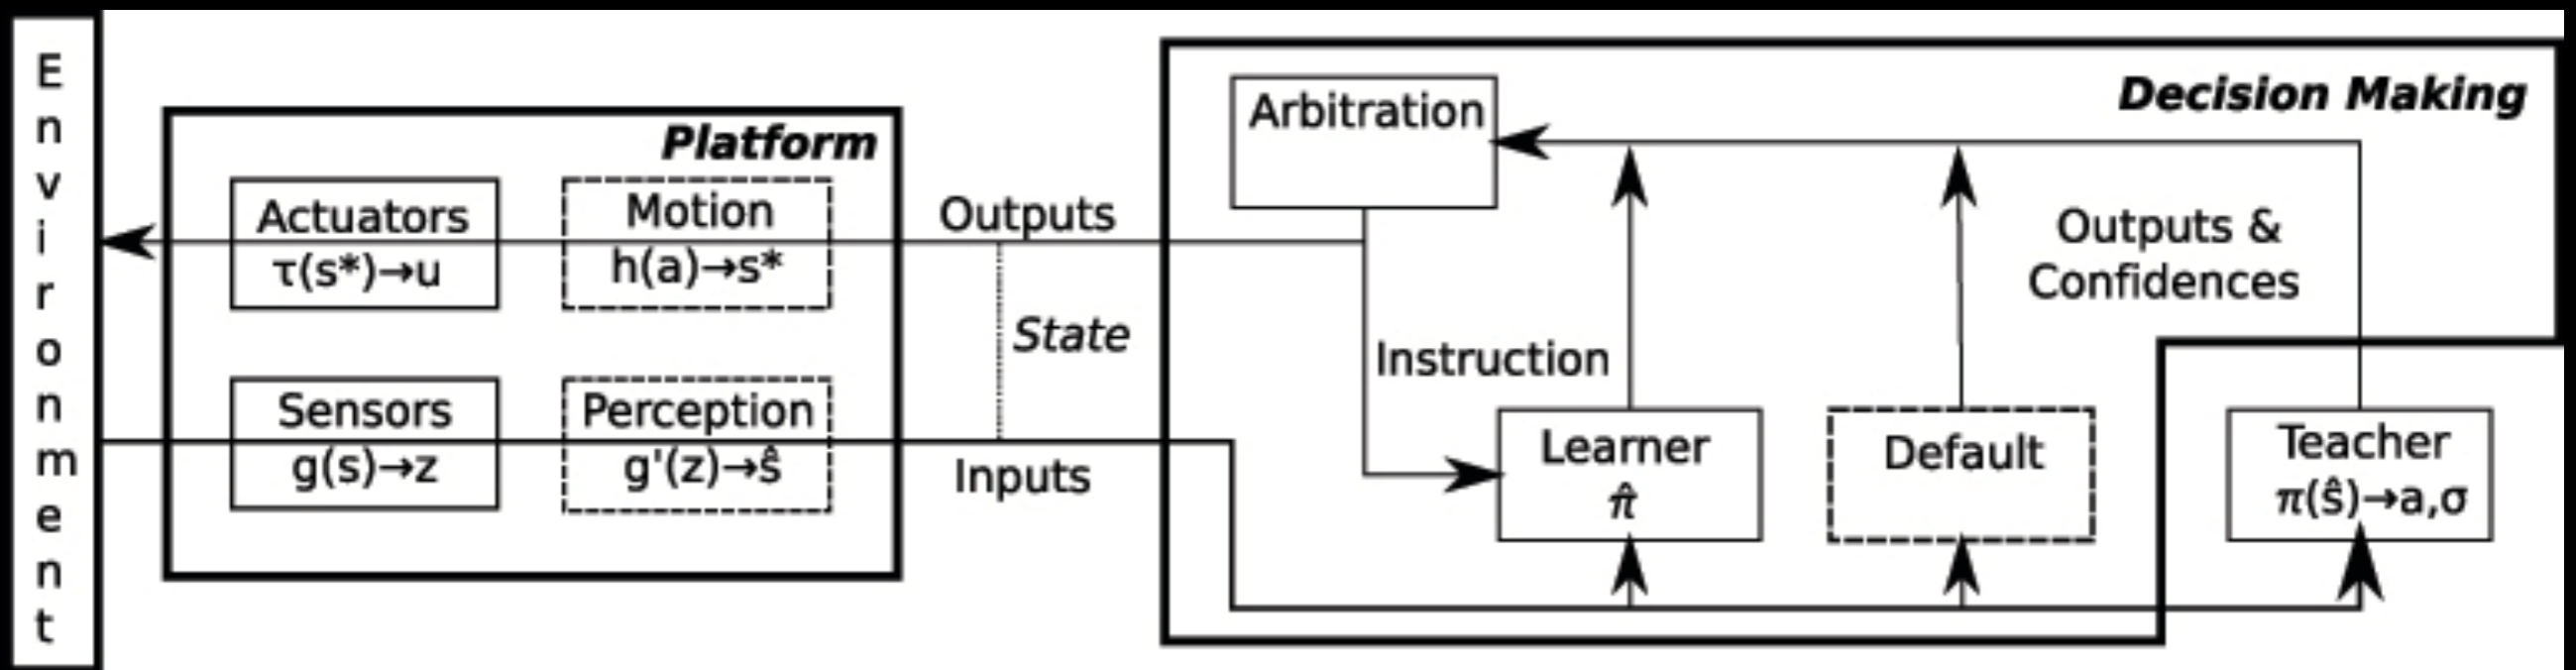 Environment
Platform
Actuators
τ(s*)→u
Motion
h(a)→s*
Sensors
g(s)→z
Perception
g'(z)→ŝ
Outputs
State
Inputs
Decision Making
Arbitration
Outputs &
Confidences
Instruction
Learner
π̂
Default
Teacher
π(ŝ)→a,σ